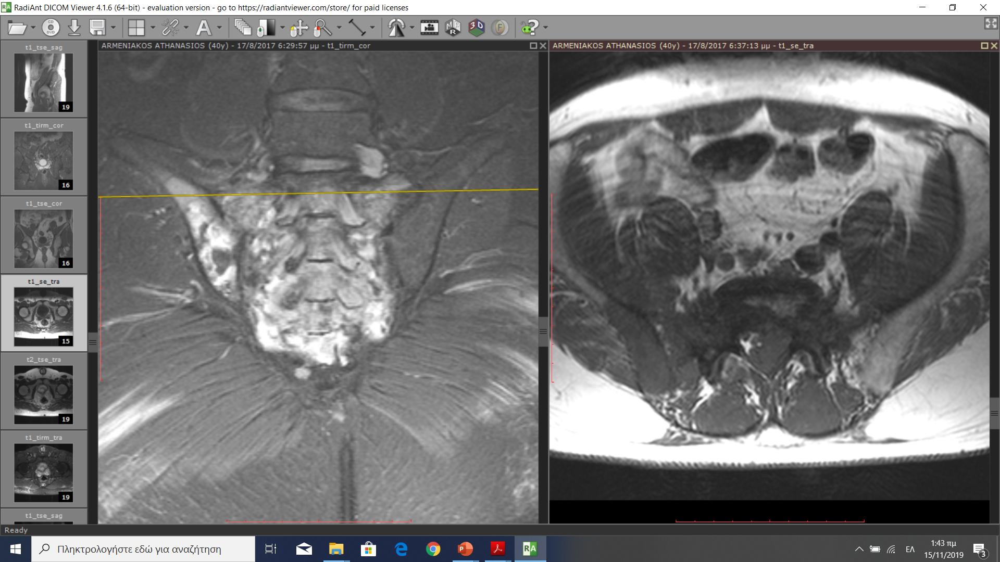 RadiAnt DICOM Viewer 4.1.6 (64-bit) - evaluation version - go to https://radiantviewer.com/store/ for paid licenses
t1_tse_sag
19
t1_tirm_cor
16
t1_tse_cor
16
t1_se_tra
15
t2_tse_tra
19
t1_tirm_tra
19
t1_tse_sag
ARMENIAKOS ATHANASIOS (40y) - 17/8/2017 6:29:57 μμ - t1_tirm_cor
ARMENIAKOS ATHANASIOS (40y) - 17/8/2017 6:37:13 μμ - t1_se_tra
Ready
Πληκτρολογήστε εδώ για αναζήτηση
ΕΛ
1:43 πμ
15/11/2019
3